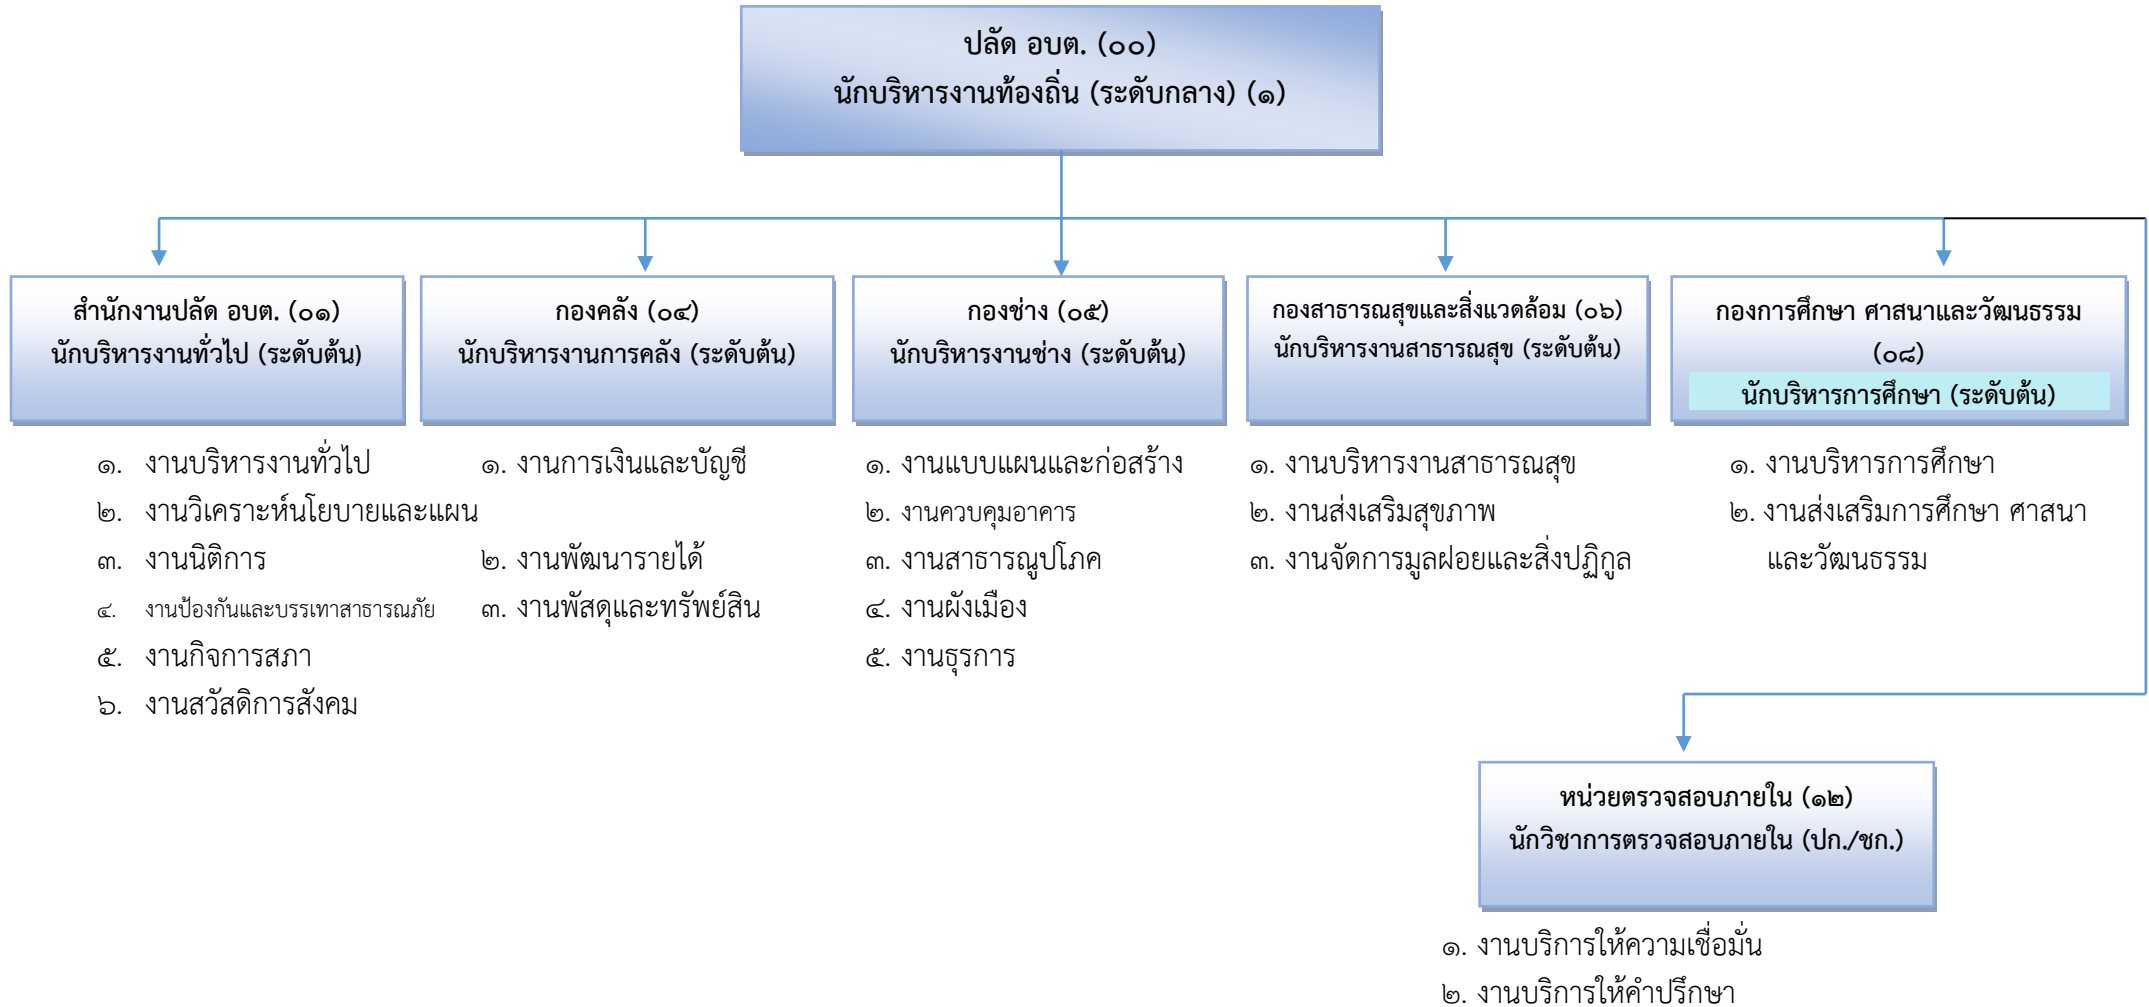 ปลัด อบต. (๐๐)
นักบริหารงานท้องถิ่น (ระดับกลาง) (๑)
สำนักงานปลัด อบต. (๐๑)
นักบริหารงานทั่วไป (ระดับต้น)
กองคลัง (๐๔)
นักบริหารงานการคลัง (ระดับต้น)
กองช่าง (๐๕)
นักบริหารงานช่าง (ระดับต้น)
กองสาธารณสุขและสิ่งแวดล้อม (๐๖)
นักบริหารงานสาธารณสุข (ระดับต้น)
กองการศึกษา ศาสนาและวัฒนธรรม
(๐๘)
นักบริหารการศึกษา (ระดับต้น)
๑. งานบริหารงานทั่วไป
๒. งานวิเคราะห์นโยบายและแผน
๓. งานนิติการ
๔. งานป้องกันและบรรเทาสาธารณภัย
๕. งานกิจการสภา
๖. งานสวัสดิการสังคม
๑. งานการเงินและบัญชี
๒. งานพัฒนารายได้
๓. งานพัสดุและทรัพย์สิน
๑. งานแบบแผนและก่อสร้าง
๒. งานควบคุมอาคาร
๓. งานสาธารณูปโภค
๔. งานผังเมือง
๕. งานธุรการ
๑. งานบริหารงานสาธารณสุข
๒. งานส่งเสริมสุขภาพ
๓. งานจัดการมูลฝอยและสิ่งปฏิกูล
๑. งานบริหารการศึกษา
๒. งานส่งเสริมการศึกษา ศาสนา
และวัฒนธรรม
หน่วยตรวจสอบภายใน (๑๒)
นักวิชาการตรวจสอบภายใน (ปก./ชก.)
๑. งานบริการให้ความเชื่อมั่น
๒. งานบริการให้คำปรึกษา